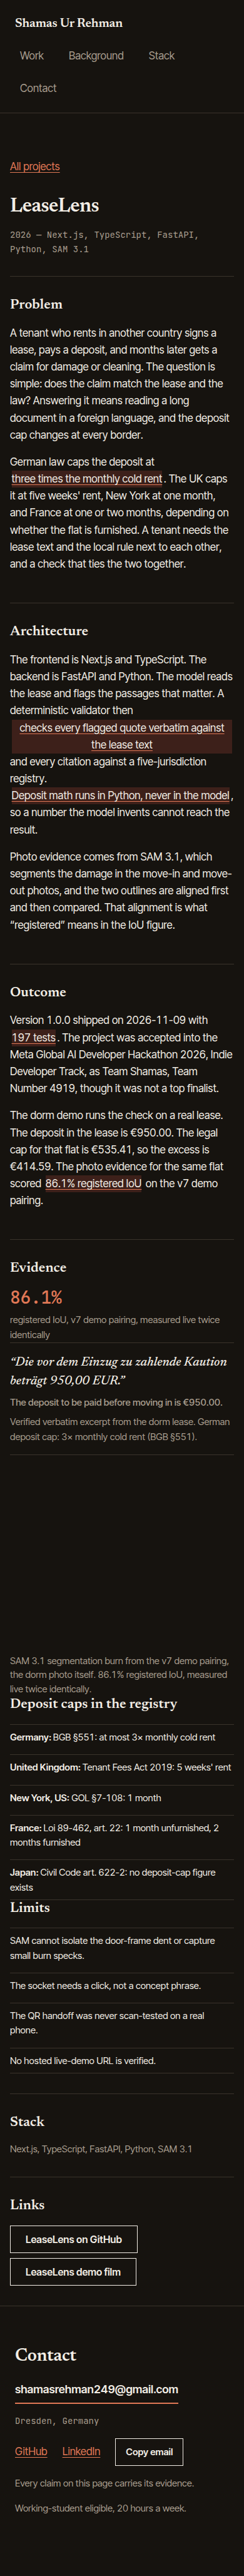 Shamas Ur Rehman
Work Background Stack
Contact
All projects
LeaseLens
2026 — Next.js, TypeScript, FastAPI,
Python, SAM 3.1
Problem
A tenant who rents in another country signs a
lease, pays a deposit, and months later gets a
claim for damage or cleaning. The question is
simple: does the claim match the lease and the
law? Answering it means reading a long
document in a foreign language, and the deposit
cap changes at every border.
German law caps the deposit at
three times the monthly cold rent. The UK caps
it at five weeks' rent, New York at one month,
and France at one or two months, depending on
whether the flat is furnished. A tenant needs the
lease text and the local rule next to each other,
and a check that ties the two together.
Architecture
The frontend is Next.js and TypeScript. The
backend is FastAPI and Python. The model reads
the lease and flags the passages that matter. A
deterministic validator then
checks every flagged quote verbatim against
the lease text
and every citation against a five-jurisdiction
registry.
Deposit math runs in Python, never in the model,
so a number the model invents cannot reach the
result.
Photo evidence comes from SAM 3.1, which
segments the damage in the move-in and move-
out photos, and the two outlines are aligned first
and then compared. That alignment is what
“registered” means in the IoU figure.
Outcome
Version 1.0.0 shipped on 2026-11-09 with
197 tests. The project was accepted into the
Meta Global AI Developer Hackathon 2026, Indie
Developer Track, as Team Shamas, Team
Number 4919, though it was not a top finalist.
The dorm demo runs the check on a real lease.
The deposit in the lease is €950.00. The legal
cap for that flat is €535.41, so the excess is
€414.59. The photo evidence for the same flat
scored 86.1% registered IoU on the v7 demo
pairing.
Evidence
86.1%
registered IoU, v7 demo pairing, measured live twice
identically
“Die vor dem Einzug zu zahlende Kaution
beträgt 950,00 EUR.”
The deposit to be paid before moving in is €950.00.
Verified verbatim excerpt from the dorm lease. German
deposit cap: 3× monthly cold rent (BGB §551).
SAM 3.1 segmentation burn from the v7 demo pairing,
the dorm photo itself. 86.1% registered IoU, measured
live twice identically.
Deposit caps in the registry
Germany: BGB §551: at most 3× monthly cold rent
United Kingdom: Tenant Fees Act 2019: 5 weeks' rent
New York, US: GOL §7-108: 1 month
France: Loi 89-462, art. 22: 1 month unfurnished, 2
months furnished
Japan: Civil Code art. 622-2: no deposit-cap figure
exists
Limits
SAM cannot isolate the door-frame dent or capture
small burn specks.
The socket needs a click, not a concept phrase.
The QR handoff was never scan-tested on a real
phone.
No hosted live-demo URL is verified.
Stack
Next.js, TypeScript, FastAPI, Python, SAM 3.1
Links
LeaseLens on GitHub
LeaseLens demo film
Contact
shamasrehman249@gmail.com
Dresden, Germany
GitHub LinkedIn Copy email
Every claim on this page carries its evidence.
Working-student eligible, 20 hours a week.